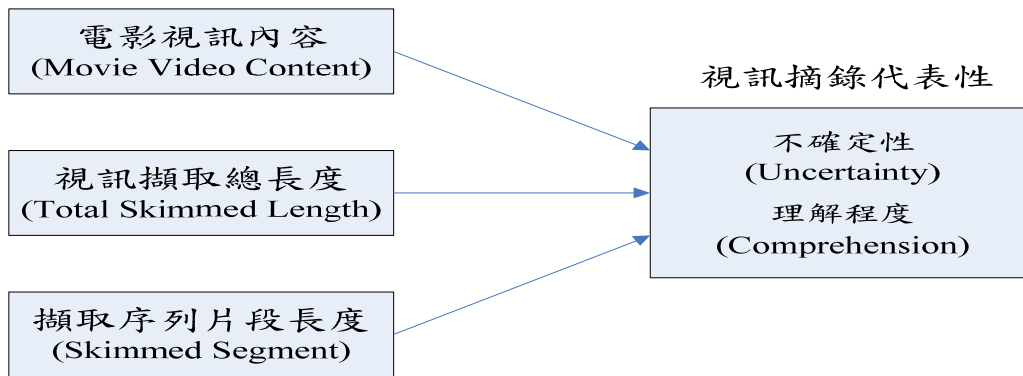 電影視訊內容
(Movie Video Content)
視訊擷取總長度
(Total Skimmed Length)
擷取序列片段長度
(Skimmed Segment)
視訊摘錄代表性
不確定性
(Uncertainty)
理解程度
(Comprehension)